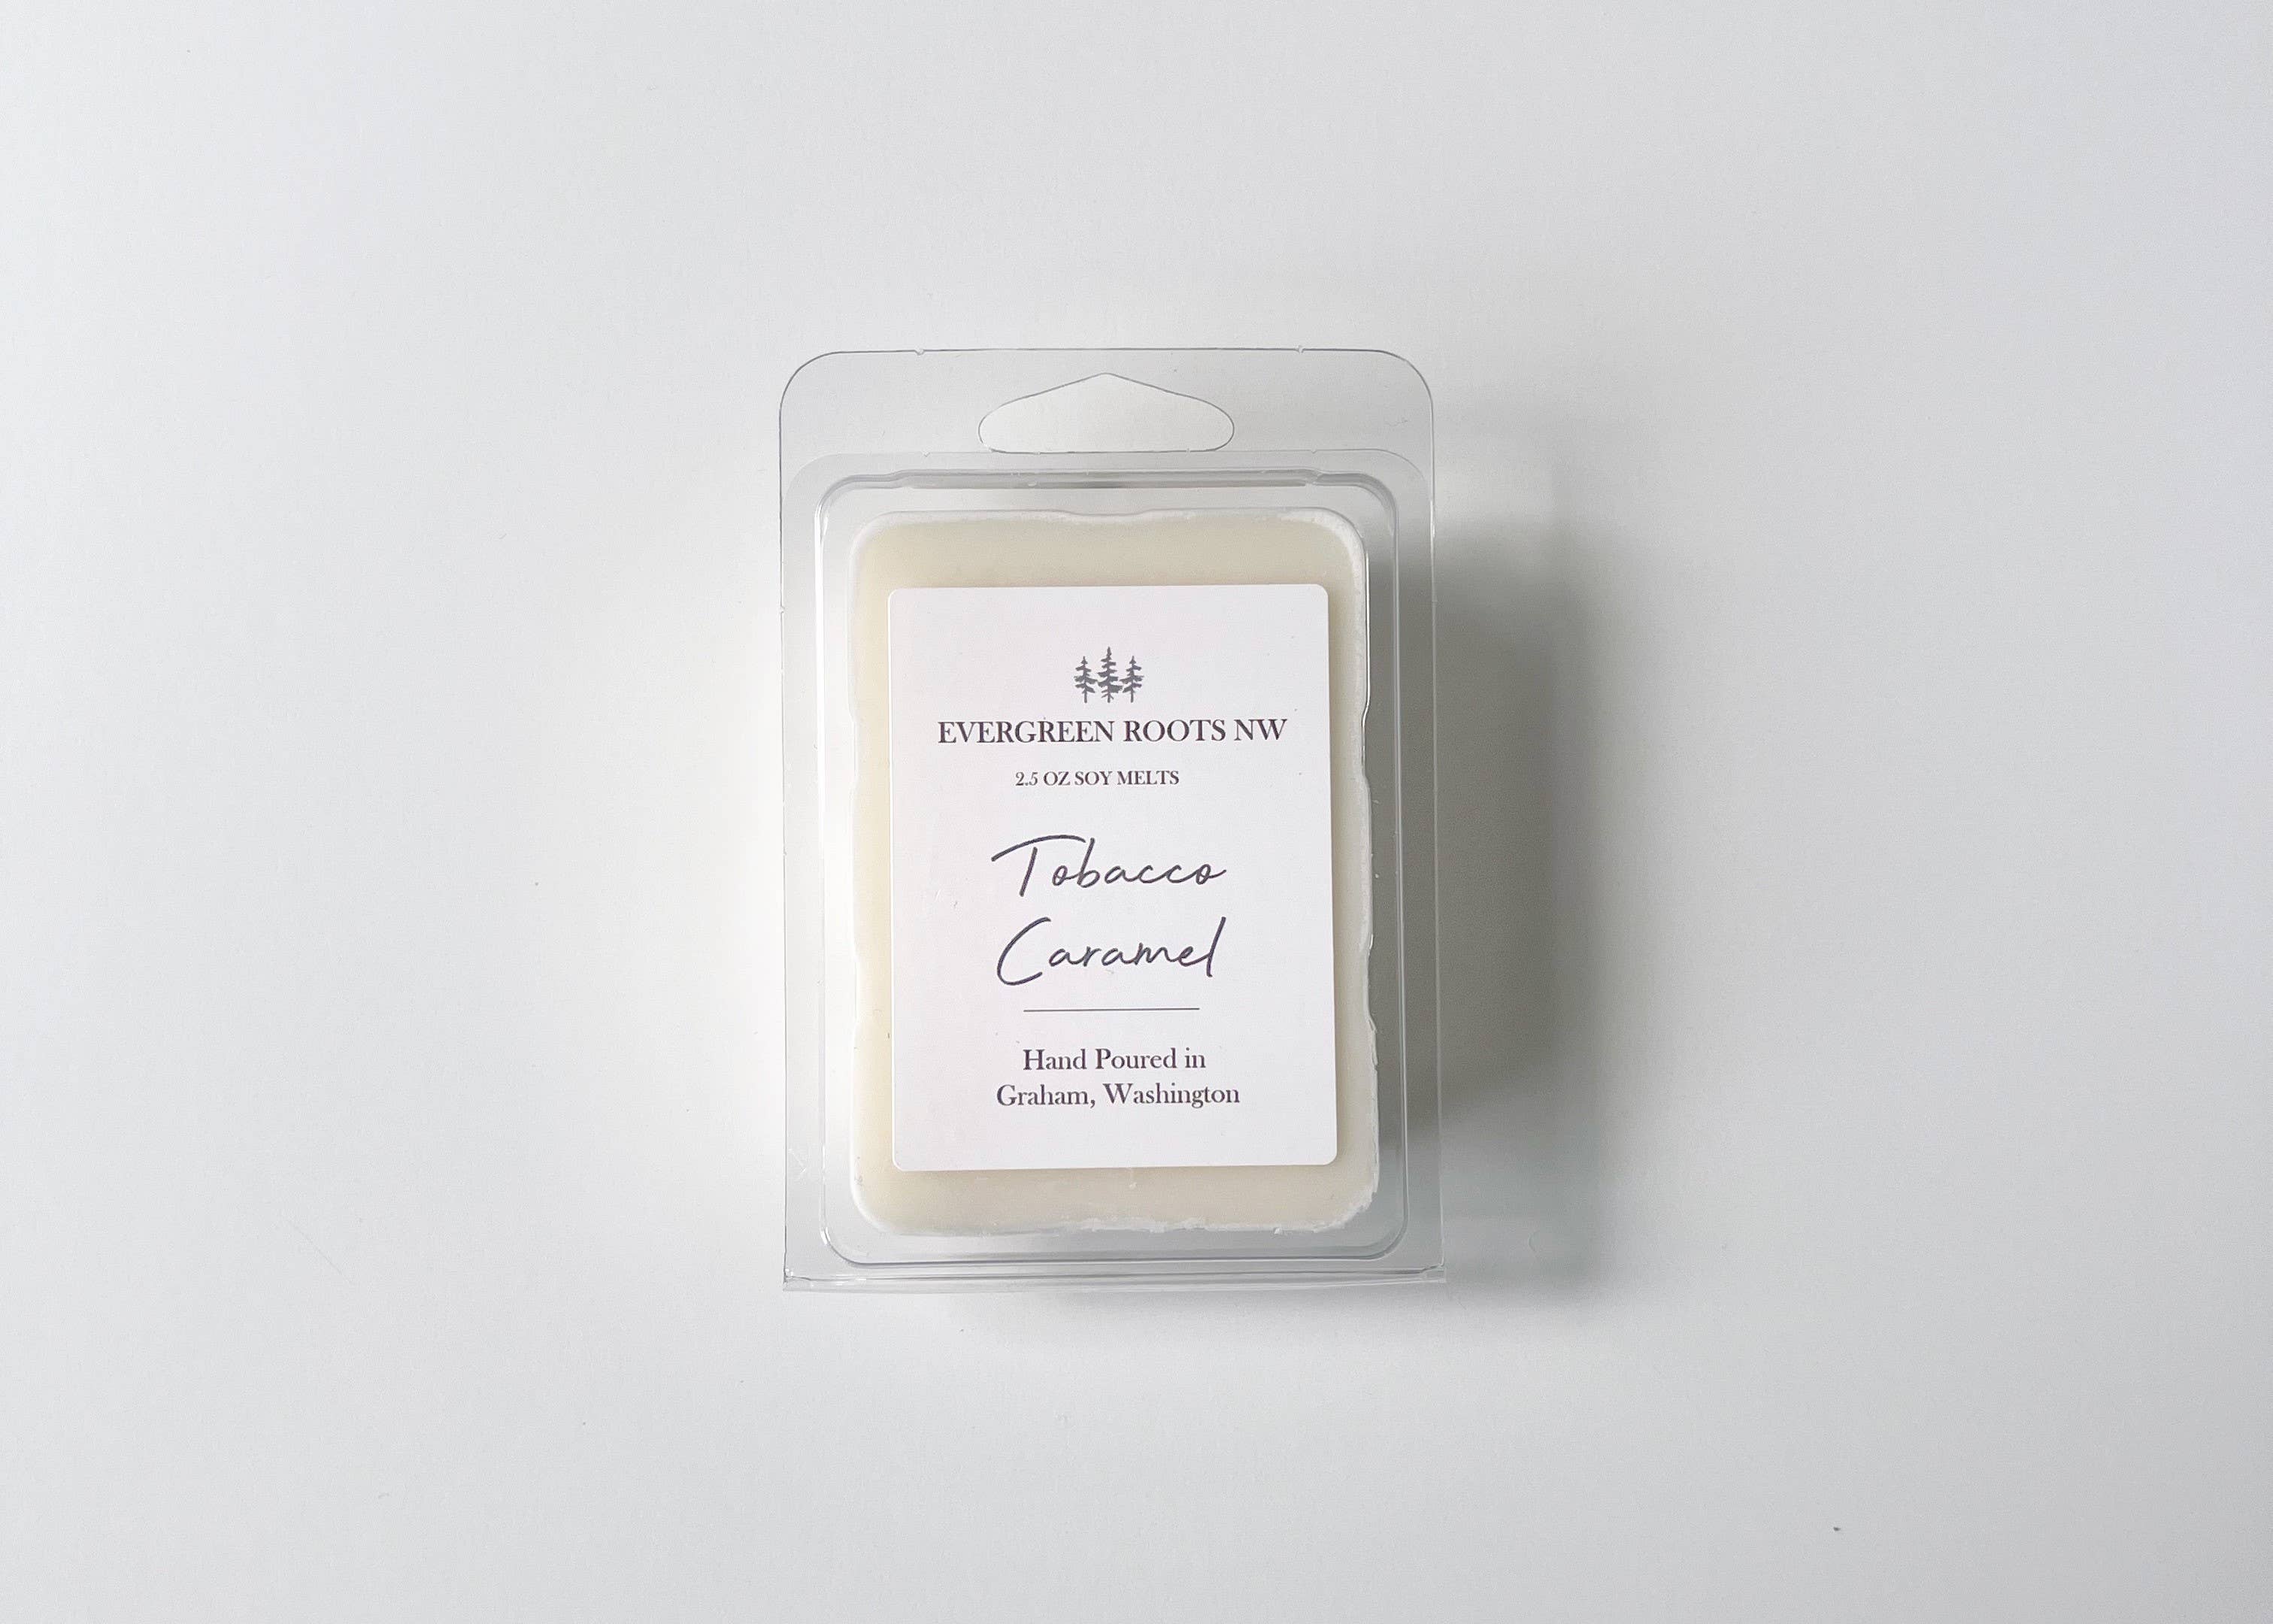 EVERGREEN ROOTS NW
2.5 OZ SOY MELTS
Tobacco
Caramel
Hand Poured in
Graham, Washington